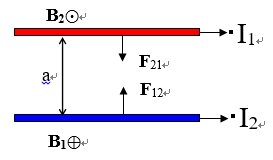 B₂⊙
·I₁
F₂₁
a
F₁₂
·I₂
B₁⊕